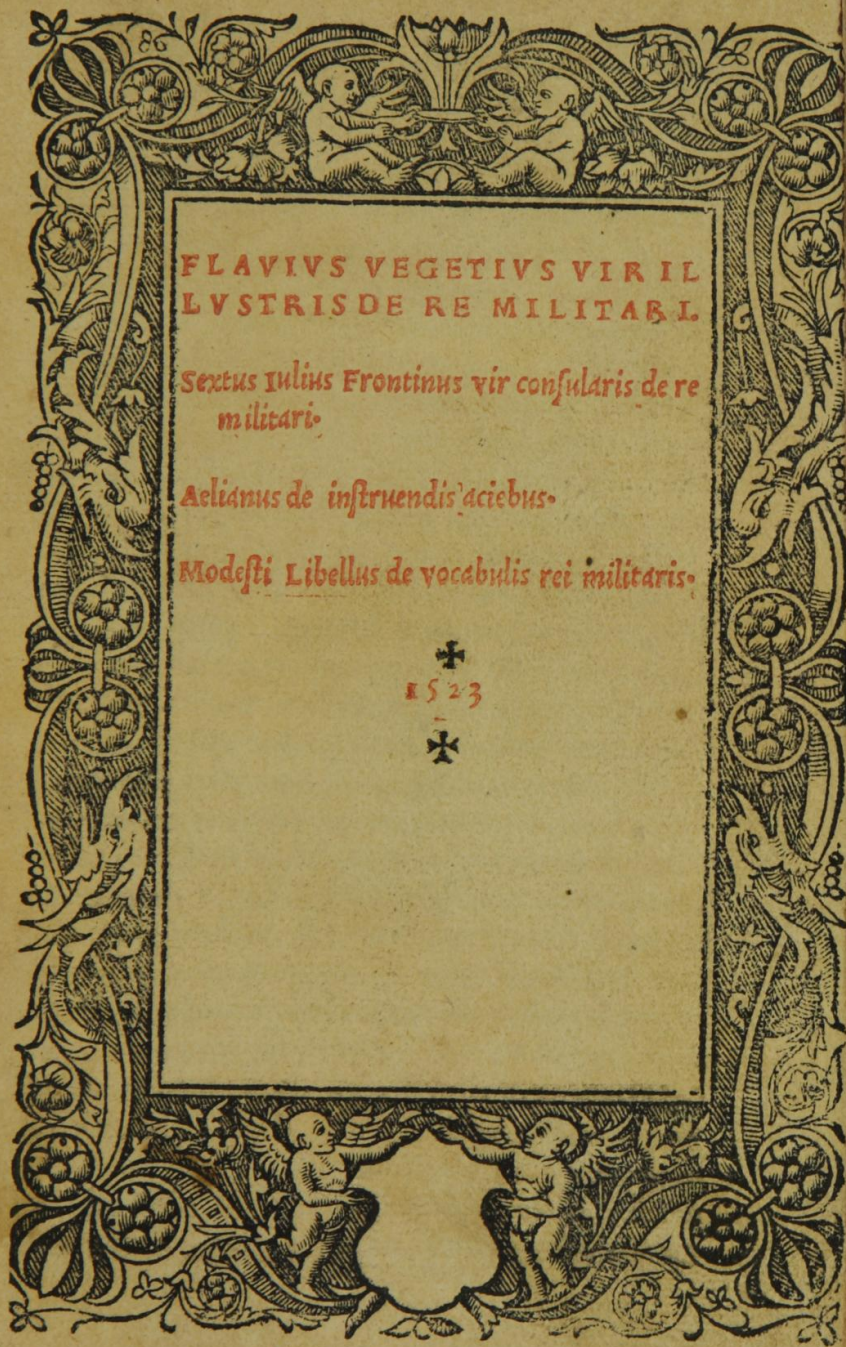 FLAVIVS VEGETIVS VIR IL
LVSTRIS DE RE MILITARI.
Sextus Iulius Frontinus vir conſularis de re
militari.
Aelianus de inſtruendis aciebus.
Modeſti Libellus de vocabulis rei militaris.
✠
1523
✠